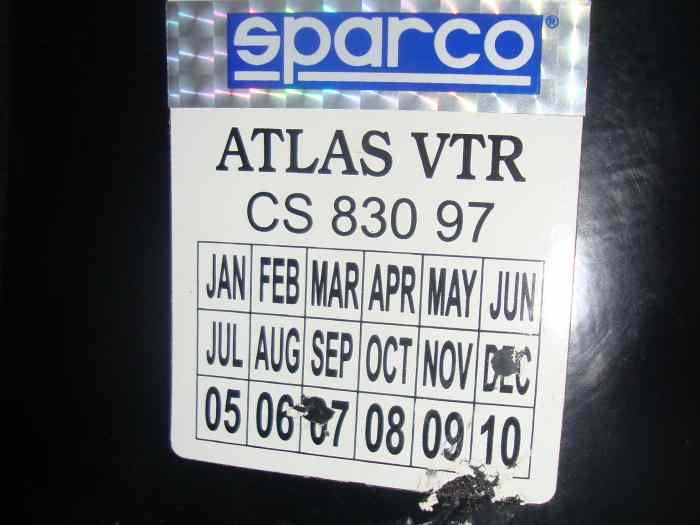 sparco®
ATLAS VTR
CS 830 97
JAN FEB MAR APR MAY JUN
JUL AUG SEP OCT NOV DEC
05 06 07 08 09 10